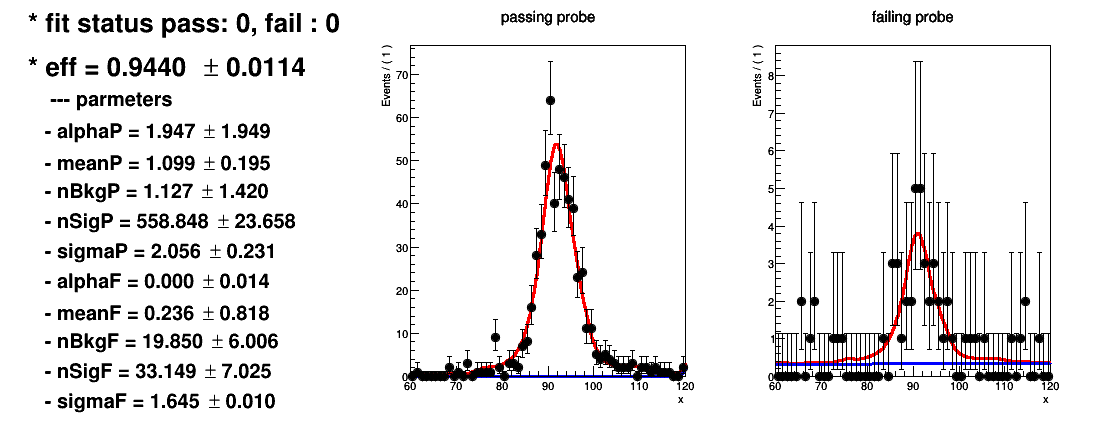 * fit status pass: 0, fail : 0
* eff = 0.9440 ± 0.0114
--- parmeters
- alphaP = 1.947 ± 1.949
- meanP = 1.099 ± 0.195
- nBkgP = 1.127 ± 1.420
- nSigP = 558.848 ± 23.658
- sigmaP = 2.056 ± 0.231
- alphaF = 0.000 ± 0.014
- meanF = 0.236 ± 0.818
- nBkgF = 19.850 ± 6.006
- nSigF = 33.149 ± 7.025
- sigmaF = 1.645 ± 0.010
passing probe
Events / ( 1 )
70
60
50
40
30
20
10
0
60 70 80 90 100 110 120
x
failing probe
Events / ( 1 )
8
7
6
5
4
3
2
1
0
60 70 80 90 100 110 120
x